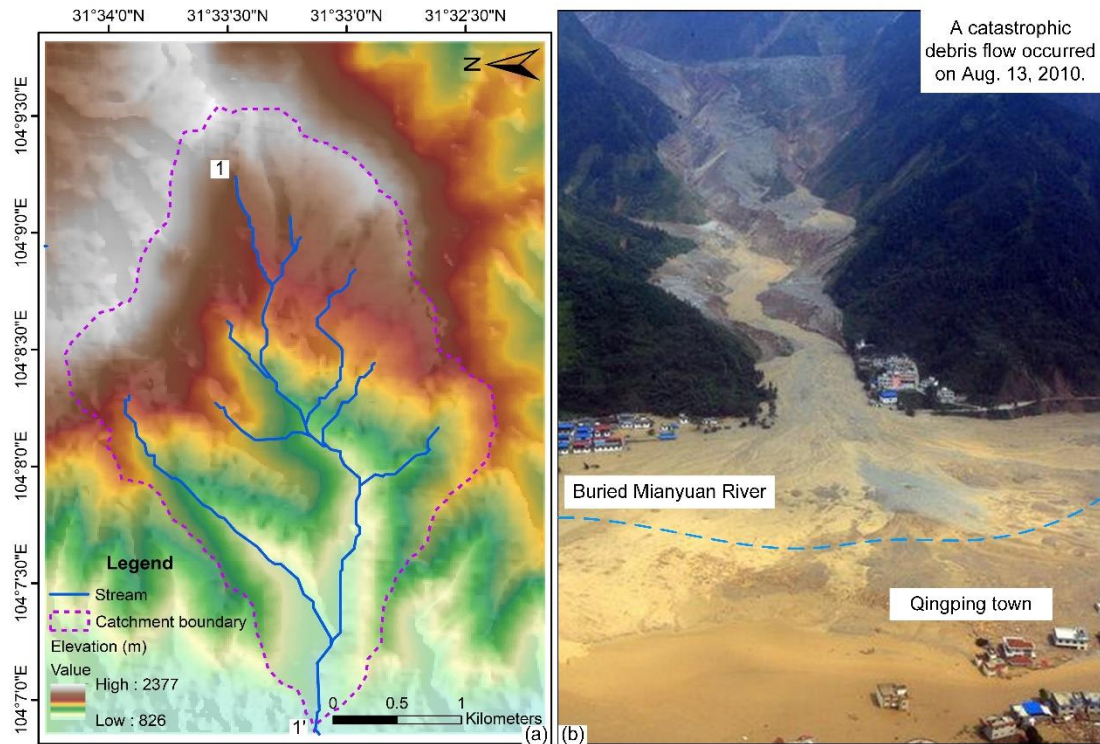 31°34'0"N
31°33'30"N
31°33'0"N
31°32'30"N
104°9'30"E
104°9'0"E
104°8'30"E
104°8'0"E
104°7'30"E
104°7'0"E
N
1
Legend
Stream
Catchment boundary
Elevation (m)
Value
High : 2377
Low : 826
1'
0 0.5 1
Kilometers
(a)
A catastrophic
debris flow occurred
on Aug. 13, 2010.
Buried Mianyuan River
Qingping town
(b)